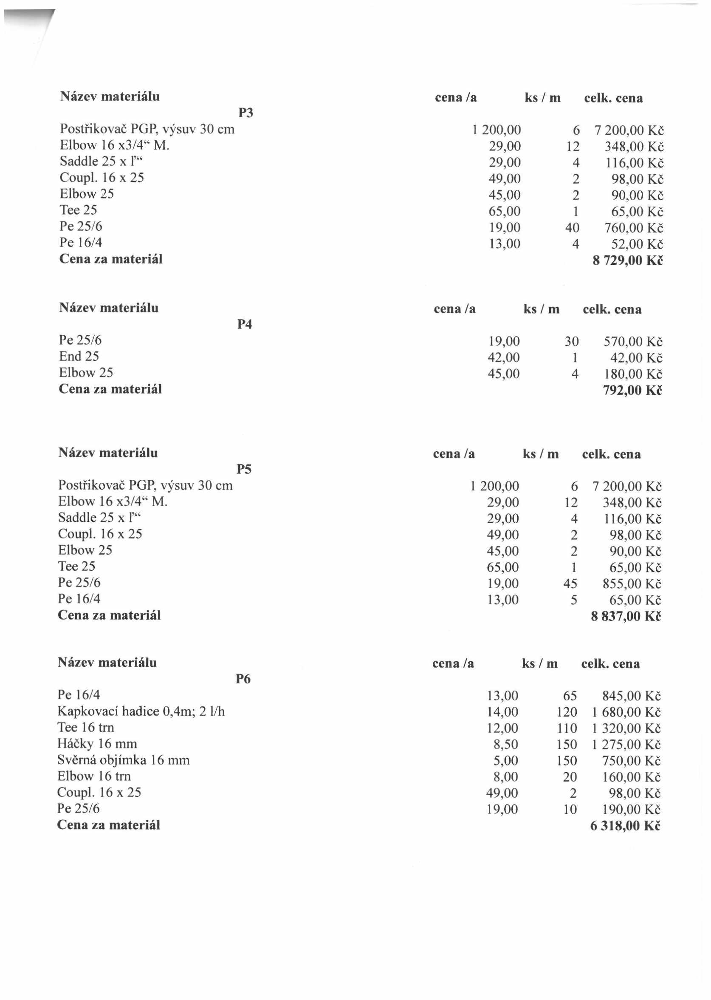 Název materiálu cena /a ks / m celk. cena
P3
Postřikovač PGP, výsuv 30 cm 1 200,00 6 7 200,00 Kč
Elbow 16 x3/4“ M. 29,00 12 348,00 Kč
Saddle 25 x 1”“ 29,00 4 116,00 Kč
Coupl. 16 x 25 49,00 2 98,00 Kč
Elbow 25 45,00 2 90,00 Kč
Tee 25 65,00 1 65,00 Kč
Pe 25/6 19,00 40 760,00 Kč
Pe 16/4 13,00 4 52,00 Kč
Cena za materiál 8 729,00 Kč
Název materiálu cena /a ks / m celk. cena
P4
Pe 25/6 19,00 30 570,00 Kč
End 25 42,00 1 42,00 Kč
Elbow 25 45,00 4 180,00 Kč
Cena za materiál 792,00 Kč
Název materiálu cena /a ks / m celk. cena
P5
Postřikovač PGP, výsuv 30 cm 1 200,00 6 7 200,00 Kč
Elbow 16 x3/4“ M. 29,00 12 348,00 Kč
Saddle 25 x 1”“ 29,00 4 116,00 Kč
Coupl. 16 x 25 49,00 2 98,00 Kč
Elbow 25 45,00 2 90,00 Kč
Tee 25 65,00 1 65,00 Kč
Pe 25/6 19,00 45 855,00 Kč
Pe 16/4 13,00 5 65,00 Kč
Cena za materiál 8 837,00 Kč
Název materiálu cena /a ks / m celk. cena
P6
Pe 16/4 13,00 65 845,00 Kč
Kapkovací hadice 0,4m; 2 l/h 14,00 120 1 680,00 Kč
Tee 16 trn 12,00 110 1 320,00 Kč
Háčky 16 mm 8,50 150 1 275,00 Kč
Svěrná objímka 16 mm 5,00 150 750,00 Kč
Elbow 16 trn 8,00 20 160,00 Kč
Coupl. 16 x 25 49,00 2 98,00 Kč
Pe 25/6 19,00 10 190,00 Kč
Cena za materiál 6 318,00 Kč